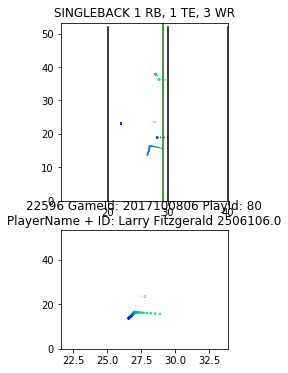 SINGLEBACK 1 RB, 1 TE, 3 WR
50
40
30
20
10
0
20 30 40
22596 GameId: 2017100806 PlayId: 80
PlayerName + ID: Larry Fitzgerald 2506106.0
40
20
0
22.5 25.0 27.5 30.0 32.5